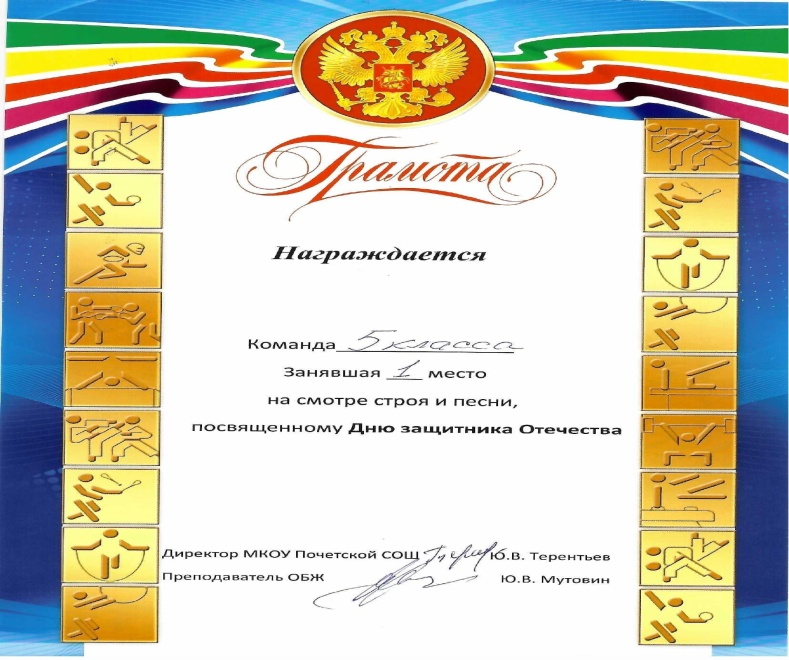 Грамота
Награждается
Команда 5 класса
Занявшая 1 место
на смотре строя и песни,
посвященному Дню защитника Отечества
Директор МКОУ Почетской СОШ Ю.В. Терентьев
Преподаватель ОБЖ Ю.В. Мутовин